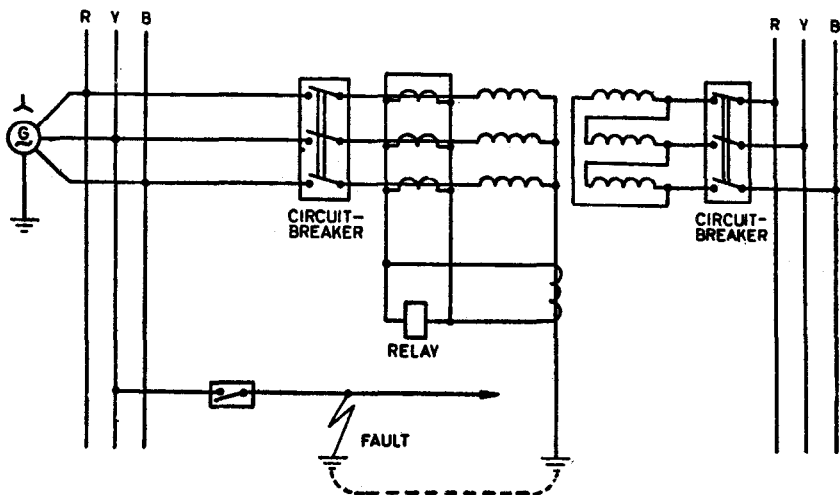 R Y B
R Y B
G
CIRCUIT-
BREAKER
CIRCUIT-
BREAKER
RELAY
FAULT